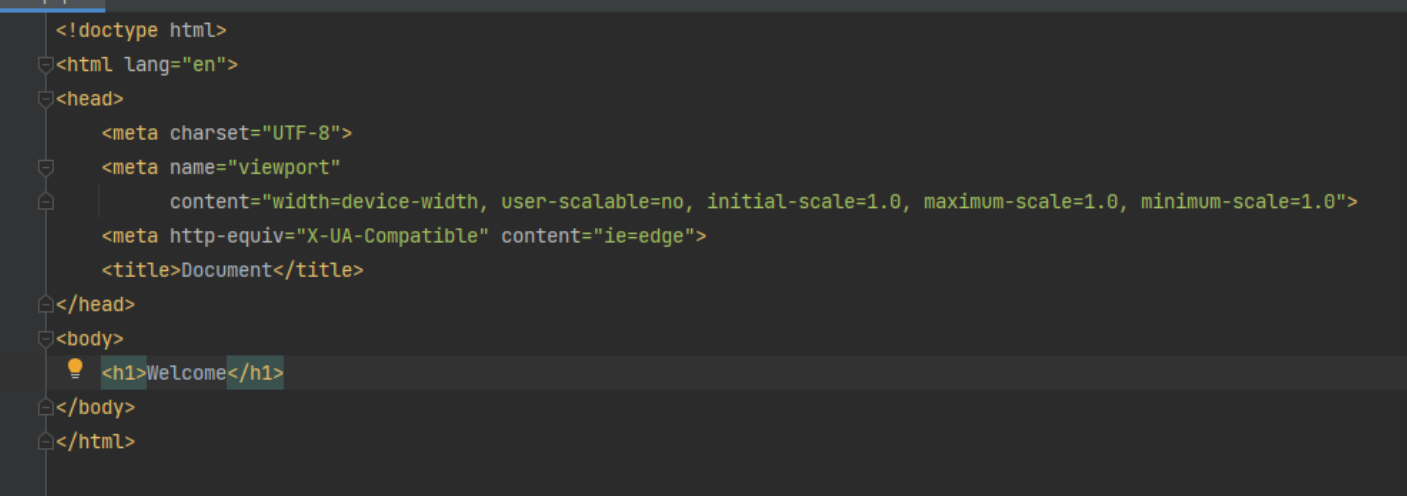 <!doctype html>
<html lang="en">
<head>
    <meta charset="UTF-8">
    <meta name="viewport"
          content="width=device-width, user-scalable=no, initial-scale=1.0, maximum-scale=1.0, minimum-scale=1.0">
    <meta http-equiv="X-UA-Compatible" content="ie=edge">
    <title>Document</title>
</head>
<body>
    <h1>Welcome</h1>
</body>
</html>